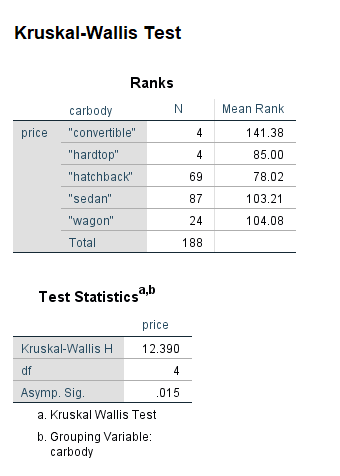 Kruskal-Wallis Test
Ranks
carbody N Mean Rank
price "convertible" 4 141.38
"hardtop" 4 85.00
"hatchback" 69 78.02
"sedan" 87 103.21
"wagon" 24 104.08
Total 188
Test Statistics a,b
price
Kruskal-Wallis H 12.390
df 4
Asymp. Sig. .015
a. Kruskal Wallis Test
b. Grouping Variable:
carbody